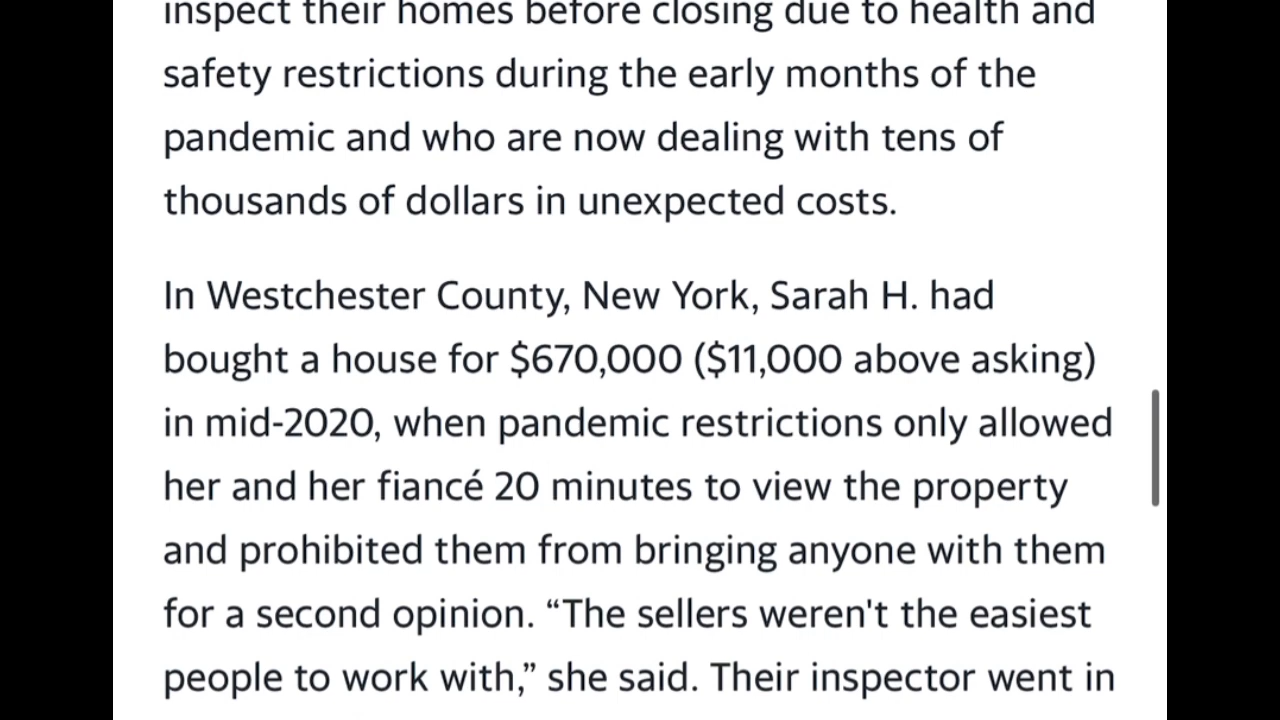 inspect their homes before closing due to health and
safety restrictions during the early months of the
pandemic and who are now dealing with tens of
thousands of dollars in unexpected costs.
In Westchester County, New York, Sarah H. had
bought a house for $670,000 ($11,000 above asking)
in mid-2020, when pandemic restrictions only allowed
her and her fiancé 20 minutes to view the property
and prohibited them from bringing anyone with them
for a second opinion. “The sellers weren't the easiest
people to work with,” she said. Their inspector went in